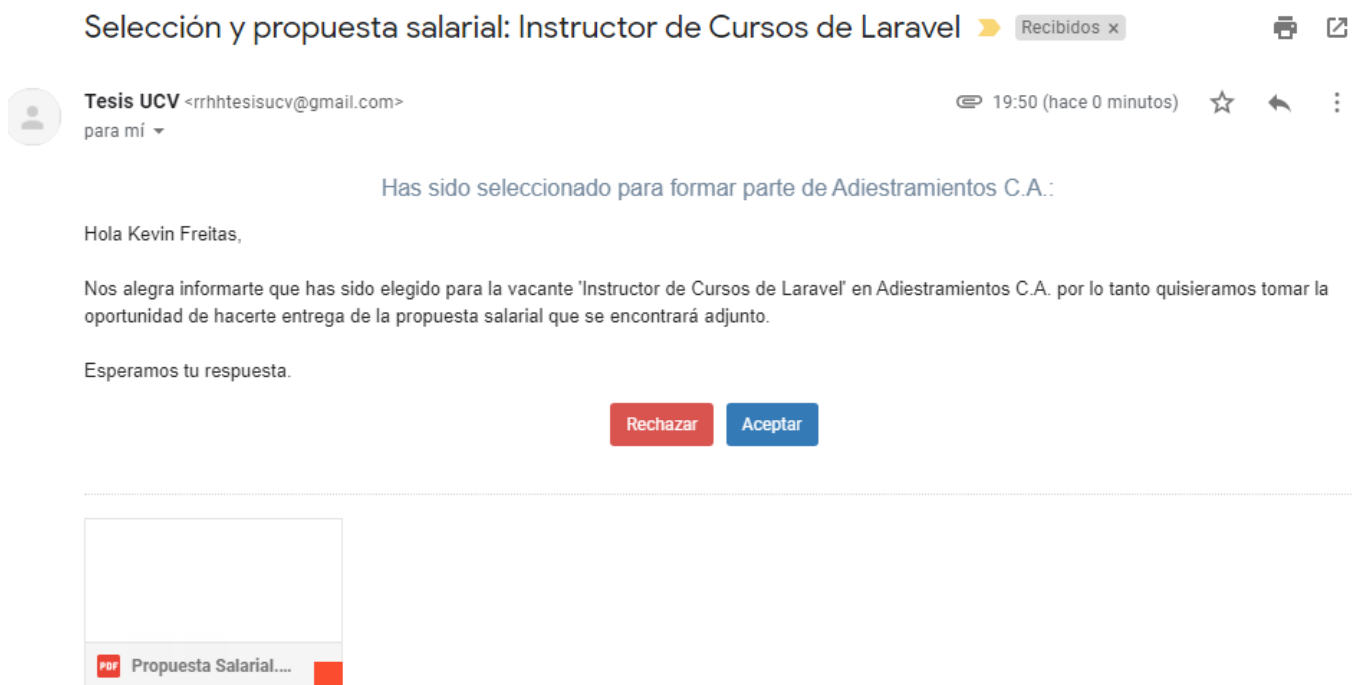 Selección y propuesta salarial: Instructor de Cursos de Laravel Recibidos x
Tesis UCV <rrhhtesisucv@gmail.com> 19:50 (hace 0 minutos)
para mí
Has sido seleccionado para formar parte de Adiestramientos C.A.:
Hola Kevin Freitas,
Nos alegra informarte que has sido elegido para la vacante 'Instructor de Cursos de Laravel' en Adiestramientos C.A. por lo tanto quisieramos tomar la
oportunidad de hacerte entrega de la propuesta salarial que se encontrará adjunto.
Esperamos tu respuesta.
Rechazar Aceptar
PDF Propuesta Salarial....